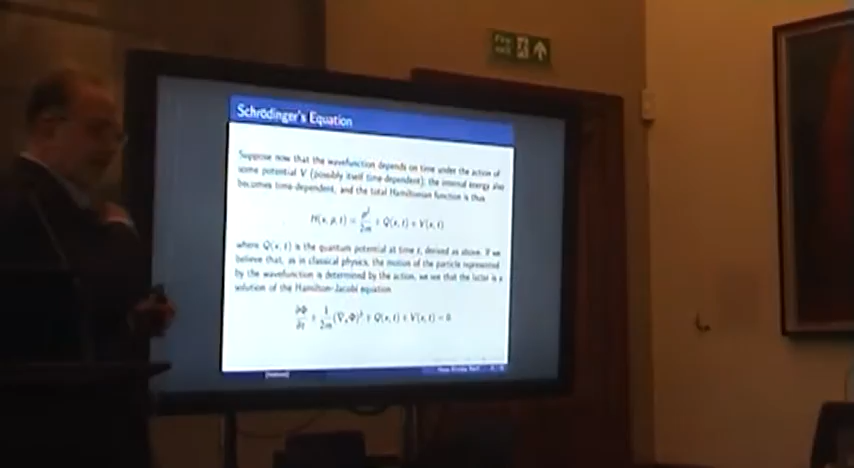 Fire exit
Schrödinger's Equation
Suppose now that the wavefunction depends on time under the action of
some potential V (possibly itself time-dependent); the internal energy also
becomes time-dependent, and the total Hamiltonian function is thus
H(x, p, t) = p²/2m + Q(x, t) + V(x, t)
where Q(x, t) is the quantum potential at time t, derived as above. If we
believe that, as in classical physics, the motion of the particle represented
by the wavefunction is determined by the action, we see that the latter is a
solution of the Hamilton-Jacobi equation
∂Φ/∂t + 1/2m (∇ₓΦ)² + Q(x, t) + V(x, t) = 0